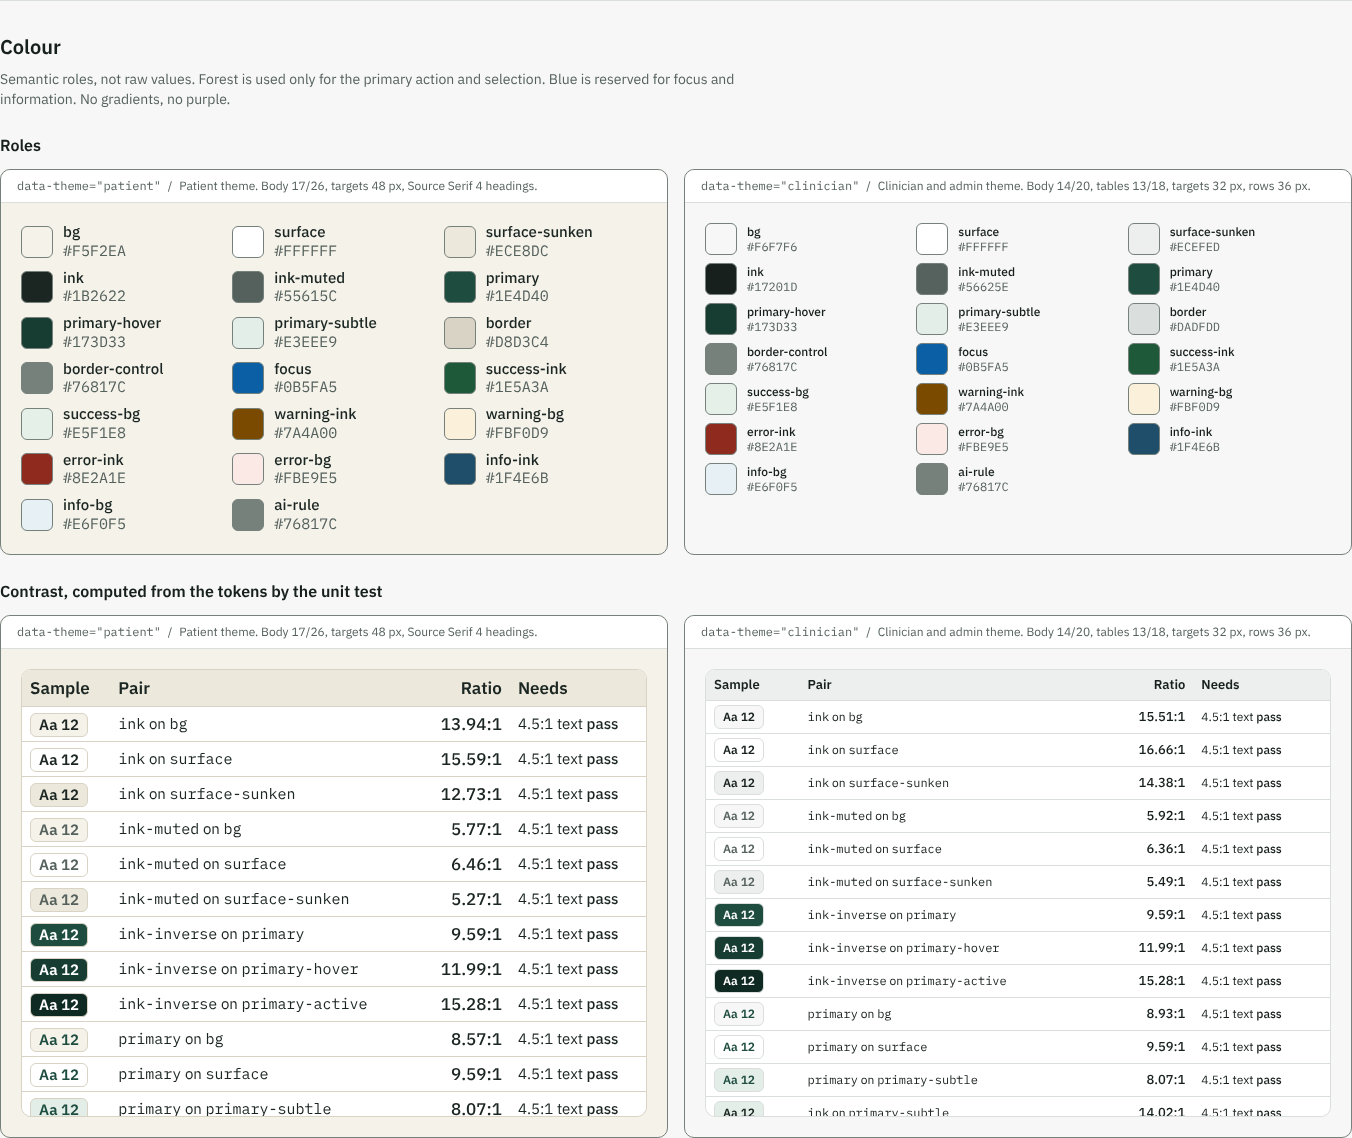 Colour
Semantic roles, not raw values. Forest is used only for the primary action and selection. Blue is reserved for focus and
information. No gradients, no purple.
Roles
data-theme="patient" / Patient theme. Body 17/26, targets 48 px, Source Serif 4 headings.
bg surface surface-sunken
#F5F2EA #FFFFFF #ECE8DC
ink ink-muted primary
#1B2622 #55615C #1E4D40
primary-hover primary-subtle border
#173D33 #E3EEE9 #D8D3C4
border-control focus success-ink
#76817C #0B5FA5 #1E5A3A
success-bg warning-ink warning-bg
#E5F1E8 #7A4A00 #FBF0D9
error-ink error-bg info-ink
#8E2A1E #FBE9E5 #1F4E6B
info-bg ai-rule
#E6F0F5 #76817C
data-theme="clinician" / Clinician and admin theme. Body 14/20, tables 13/18, targets 32 px, rows 36 px.
bg surface surface-sunken
#F6F7F6 #FFFFFF #ECEFED
ink ink-muted primary
#17201D #56625E #1E4D40
primary-hover primary-subtle border
#173D33 #E3EEE9 #DADFDD
border-control focus success-ink
#76817C #0B5FA5 #1E5A3A
success-bg warning-ink warning-bg
#E5F1E8 #7A4A00 #FBF0D9
error-ink error-bg info-ink
#8E2A1E #FBE9E5 #1F4E6B
info-bg ai-rule
#E6F0F5 #76817C
Contrast, computed from the tokens by the unit test
data-theme="patient" / Patient theme. Body 17/26, targets 48 px, Source Serif 4 headings.
Sample Pair Ratio Needs
Aa 12 ink on bg 13.94:1 4.5:1 text pass
Aa 12 ink on surface 15.59:1 4.5:1 text pass
Aa 12 ink on surface-sunken 12.73:1 4.5:1 text pass
Aa 12 ink-muted on bg 5.77:1 4.5:1 text pass
Aa 12 ink-muted on surface 6.46:1 4.5:1 text pass
Aa 12 ink-muted on surface-sunken 5.27:1 4.5:1 text pass
Aa 12 ink-inverse on primary 9.59:1 4.5:1 text pass
Aa 12 ink-inverse on primary-hover 11.99:1 4.5:1 text pass
Aa 12 ink-inverse on primary-active 15.28:1 4.5:1 text pass
Aa 12 primary on bg 8.57:1 4.5:1 text pass
Aa 12 primary on surface 9.59:1 4.5:1 text pass
Aa 12 primary on primary-subtle 8.07:1 4.5:1 text pass
data-theme="clinician" / Clinician and admin theme. Body 14/20, tables 13/18, targets 32 px, rows 36 px.
Sample Pair Ratio Needs
Aa 12 ink on bg 15.51:1 4.5:1 text pass
Aa 12 ink on surface 16.66:1 4.5:1 text pass
Aa 12 ink on surface-sunken 14.38:1 4.5:1 text pass
Aa 12 ink-muted on bg 5.92:1 4.5:1 text pass
Aa 12 ink-muted on surface 6.36:1 4.5:1 text pass
Aa 12 ink-muted on surface-sunken 5.49:1 4.5:1 text pass
Aa 12 ink-inverse on primary 9.59:1 4.5:1 text pass
Aa 12 ink-inverse on primary-hover 11.99:1 4.5:1 text pass
Aa 12 ink-inverse on primary-active 15.28:1 4.5:1 text pass
Aa 12 primary on bg 8.93:1 4.5:1 text pass
Aa 12 primary on surface 9.59:1 4.5:1 text pass
Aa 12 primary on primary-subtle 8.07:1 4.5:1 text pass
Aa 12 ink on primary-subtle 14.02:1 4.5:1 text pass